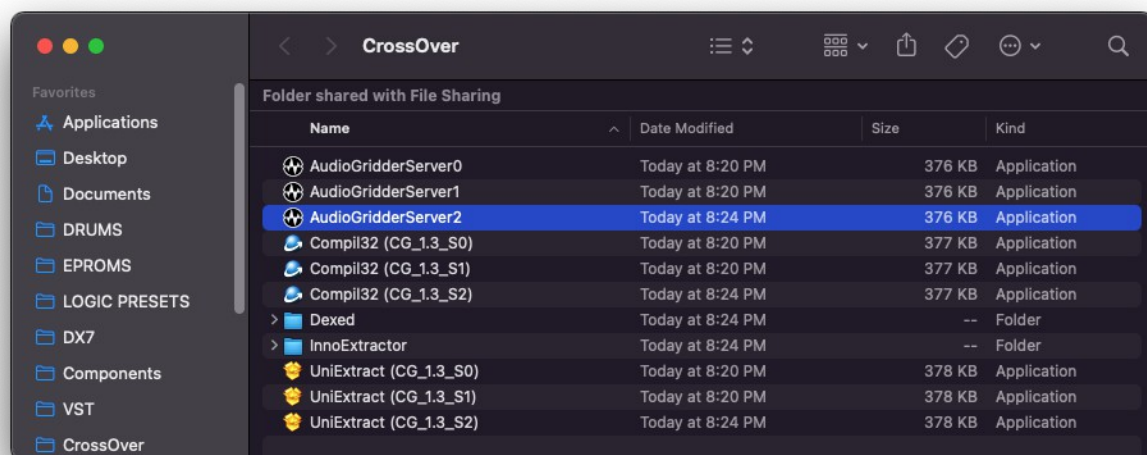 CrossOver
Favorites
Applications
Desktop
Documents
DRUMS
EPROMS
LOGIC PRESETS
DX7
Components
VST
CrossOver
Folder shared with File Sharing
Name Date Modified Size Kind
AudioGridderServer0 Today at 8:20 PM 376 KB Application
AudioGridderServer1 Today at 8:20 PM 376 KB Application
AudioGridderServer2 Today at 8:24 PM 376 KB Application
Compil32 (CG_1.3_S0) Today at 8:20 PM 377 KB Application
Compil32 (CG_1.3_S1) Today at 8:20 PM 377 KB Application
Compil32 (CG_1.3_S2) Today at 8:24 PM 377 KB Application
Dexed Today at 8:24 PM -- Folder
InnoExtractor Today at 8:24 PM -- Folder
UniExtract (CG_1.3_S0) Today at 8:20 PM 378 KB Application
UniExtract (CG_1.3_S1) Today at 8:20 PM 378 KB Application
UniExtract (CG_1.3_S2) Today at 8:24 PM 378 KB Application